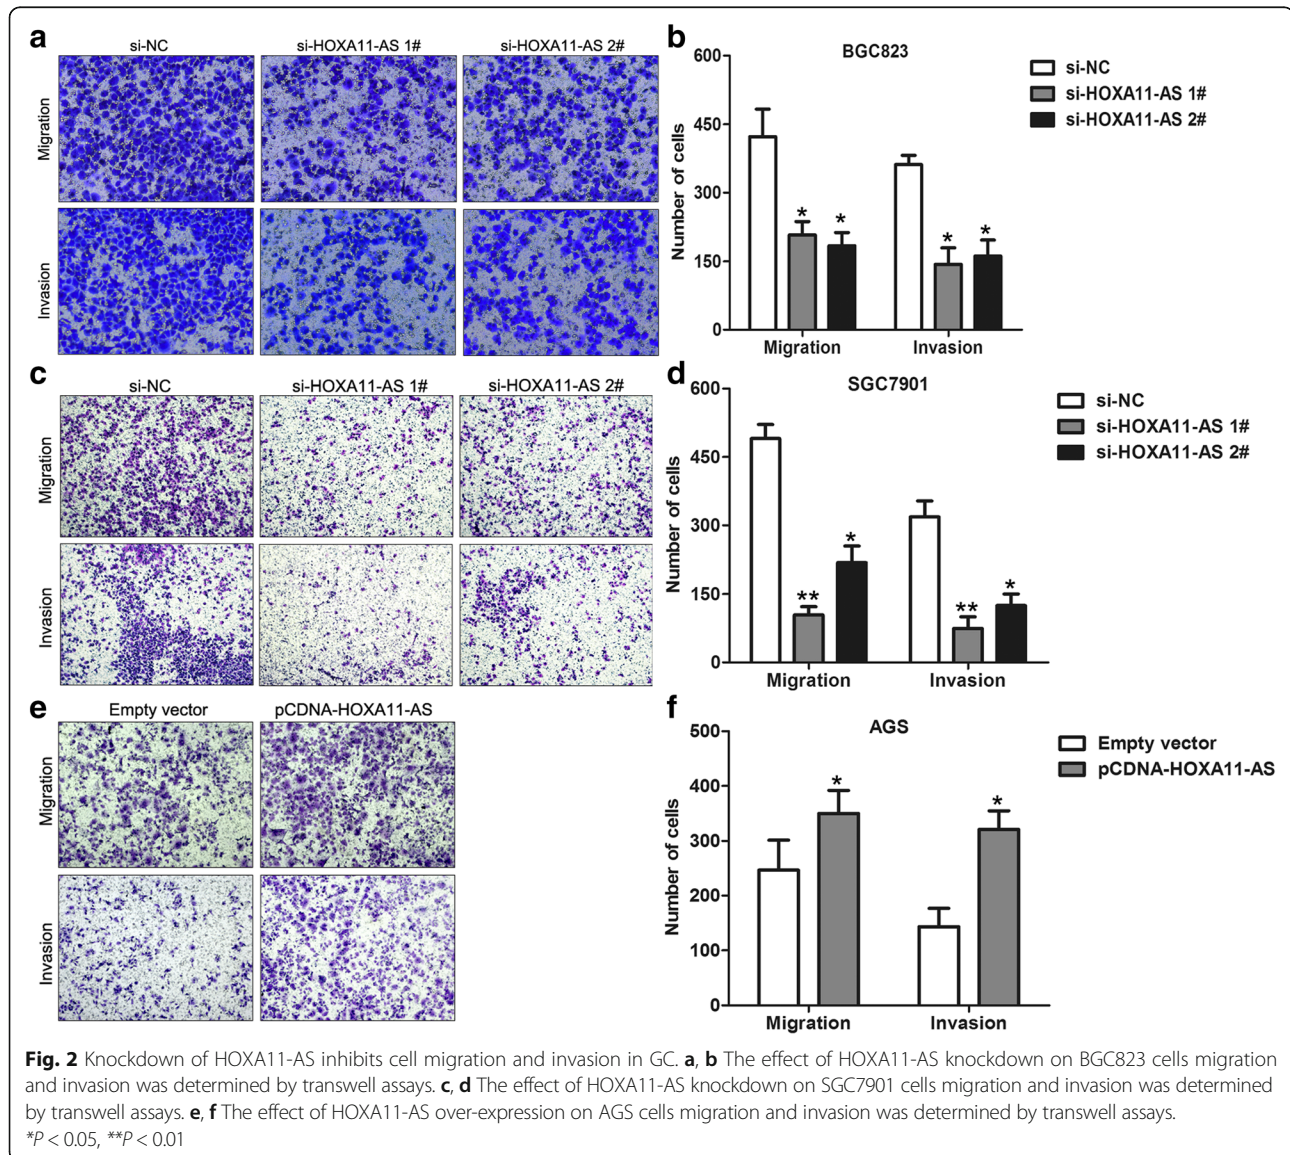 a
si-NC si-HOXA11-AS 1# si-HOXA11-AS 2#
Migration
Invasion
b
BGC823
600
450
300
150
0
Number of cells
* *
* *
Migration Invasion
si-NC
si-HOXA11-AS 1#
si-HOXA11-AS 2#
c
si-NC si-HOXA11-AS 1# si-HOXA11-AS 2#
Migration
Invasion
d
SGC7901
600
450
300
150
0
Number of cells
** *
** *
Migration Invasion
si-NC
si-HOXA11-AS 1#
si-HOXA11-AS 2#
e
Empty vector pCDNA-HOXA11-AS
Migration
Invasion
f
AGS
500
400
300
200
100
0
Number of cells
*
*
Migration Invasion
Empty vector
pCDNA-HOXA11-AS
Fig. 2 Knockdown of HOXA11-AS inhibits cell migration and invasion in GC. a, b The effect of HOXA11-AS knockdown on BGC823 cells migration
and invasion was determined by transwell assays. c, d The effect of HOXA11-AS knockdown on SGC7901 cells migration and invasion was determined
by transwell assays. e, f The effect of HOXA11-AS over-expression on AGS cells migration and invasion was determined by transwell assays.
*P < 0.05, **P < 0.01